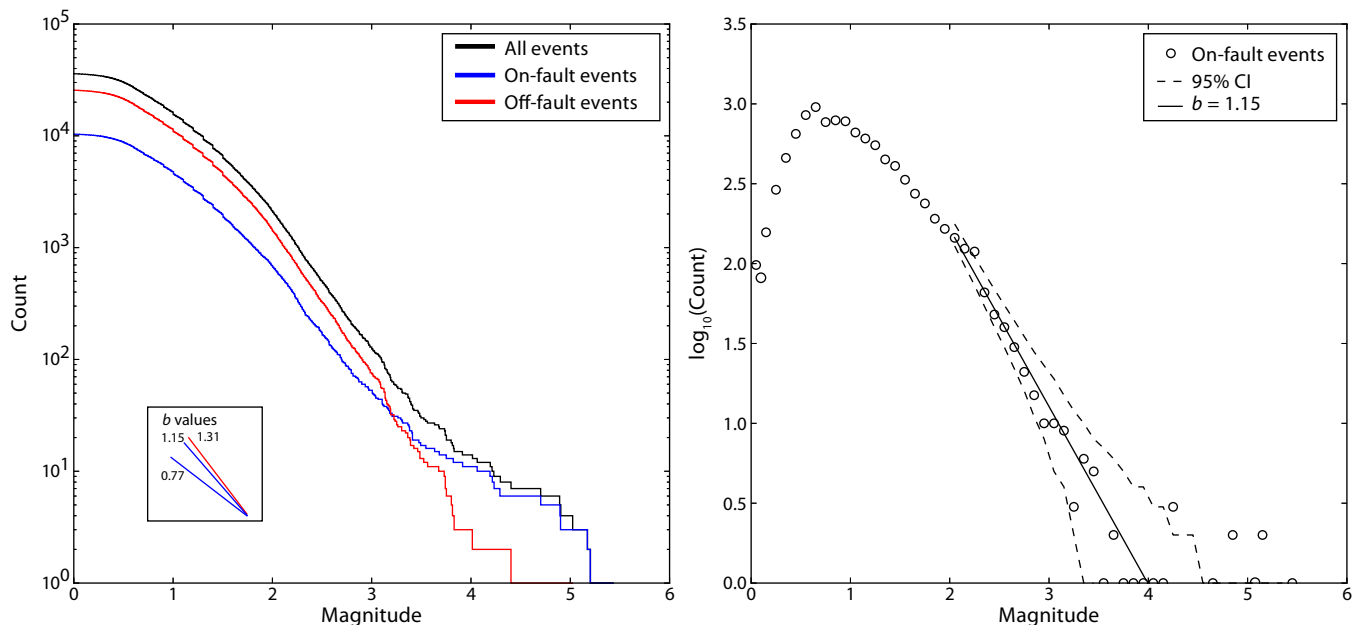 10^5
10^4
10^3
10^2
10^1
10^0
Count
0 1 2 3 4 5 6
Magnitude
All events
On-fault events
Off-fault events
b values
1.15 1.31
0.77
3.5
3.0
2.5
2.0
1.5
1.0
0.5
0.0
log_10(Count)
0 1 2 3 4 5 6
Magnitude
On-fault events
95% CI
b = 1.15